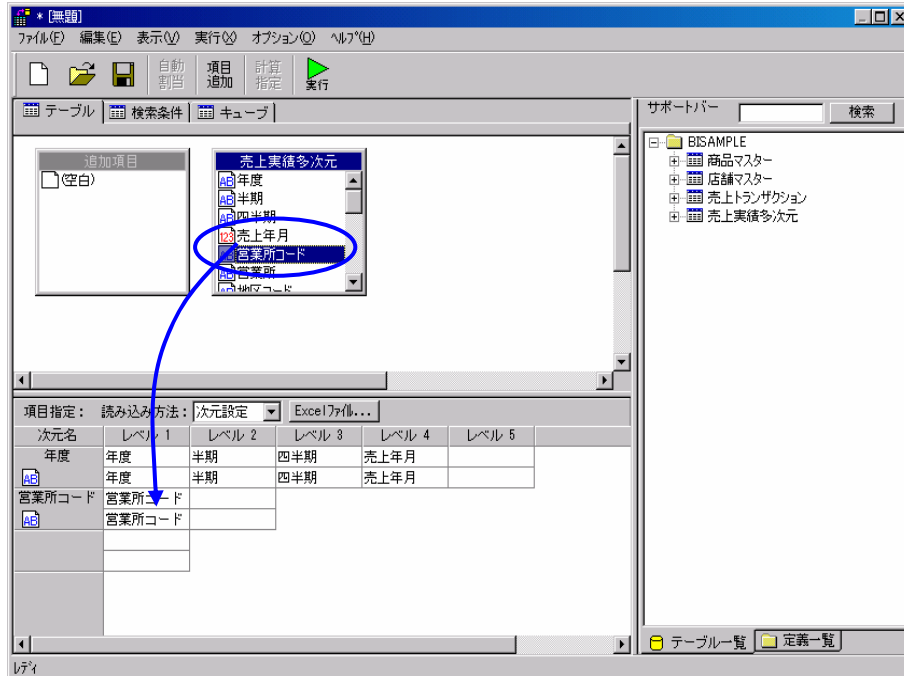 * [無題]
ﾌｧｲﾙ(F) 編集(E) 表示(V) 実行(X) オプション(O) ﾍﾙﾌﾟ(H)
自動割当 項目追加 計算指定 実行
テーブル 検索条件 キューブ
サポートバー 検索
追加項目
(空白)
売上実績多次元
年度
半期
四半期
売上年月
営業所コード
営業所
地区コード
BISAMPLE
商品マスター
店舗マスター
売上トランザクション
売上実績多次元
項目指定： 読み込み方法： 次元設定 Excelﾌｧｲﾙ...
次元名 レベル 1 レベル 2 レベル 3 レベル 4 レベル 5
年度 年度 半期 四半期 売上年月
AB 年度 半期 四半期 売上年月
営業所コード 営業所コード
AB 営業所コード
テーブル一覧 定義一覧
ﾚﾃﾞｨ